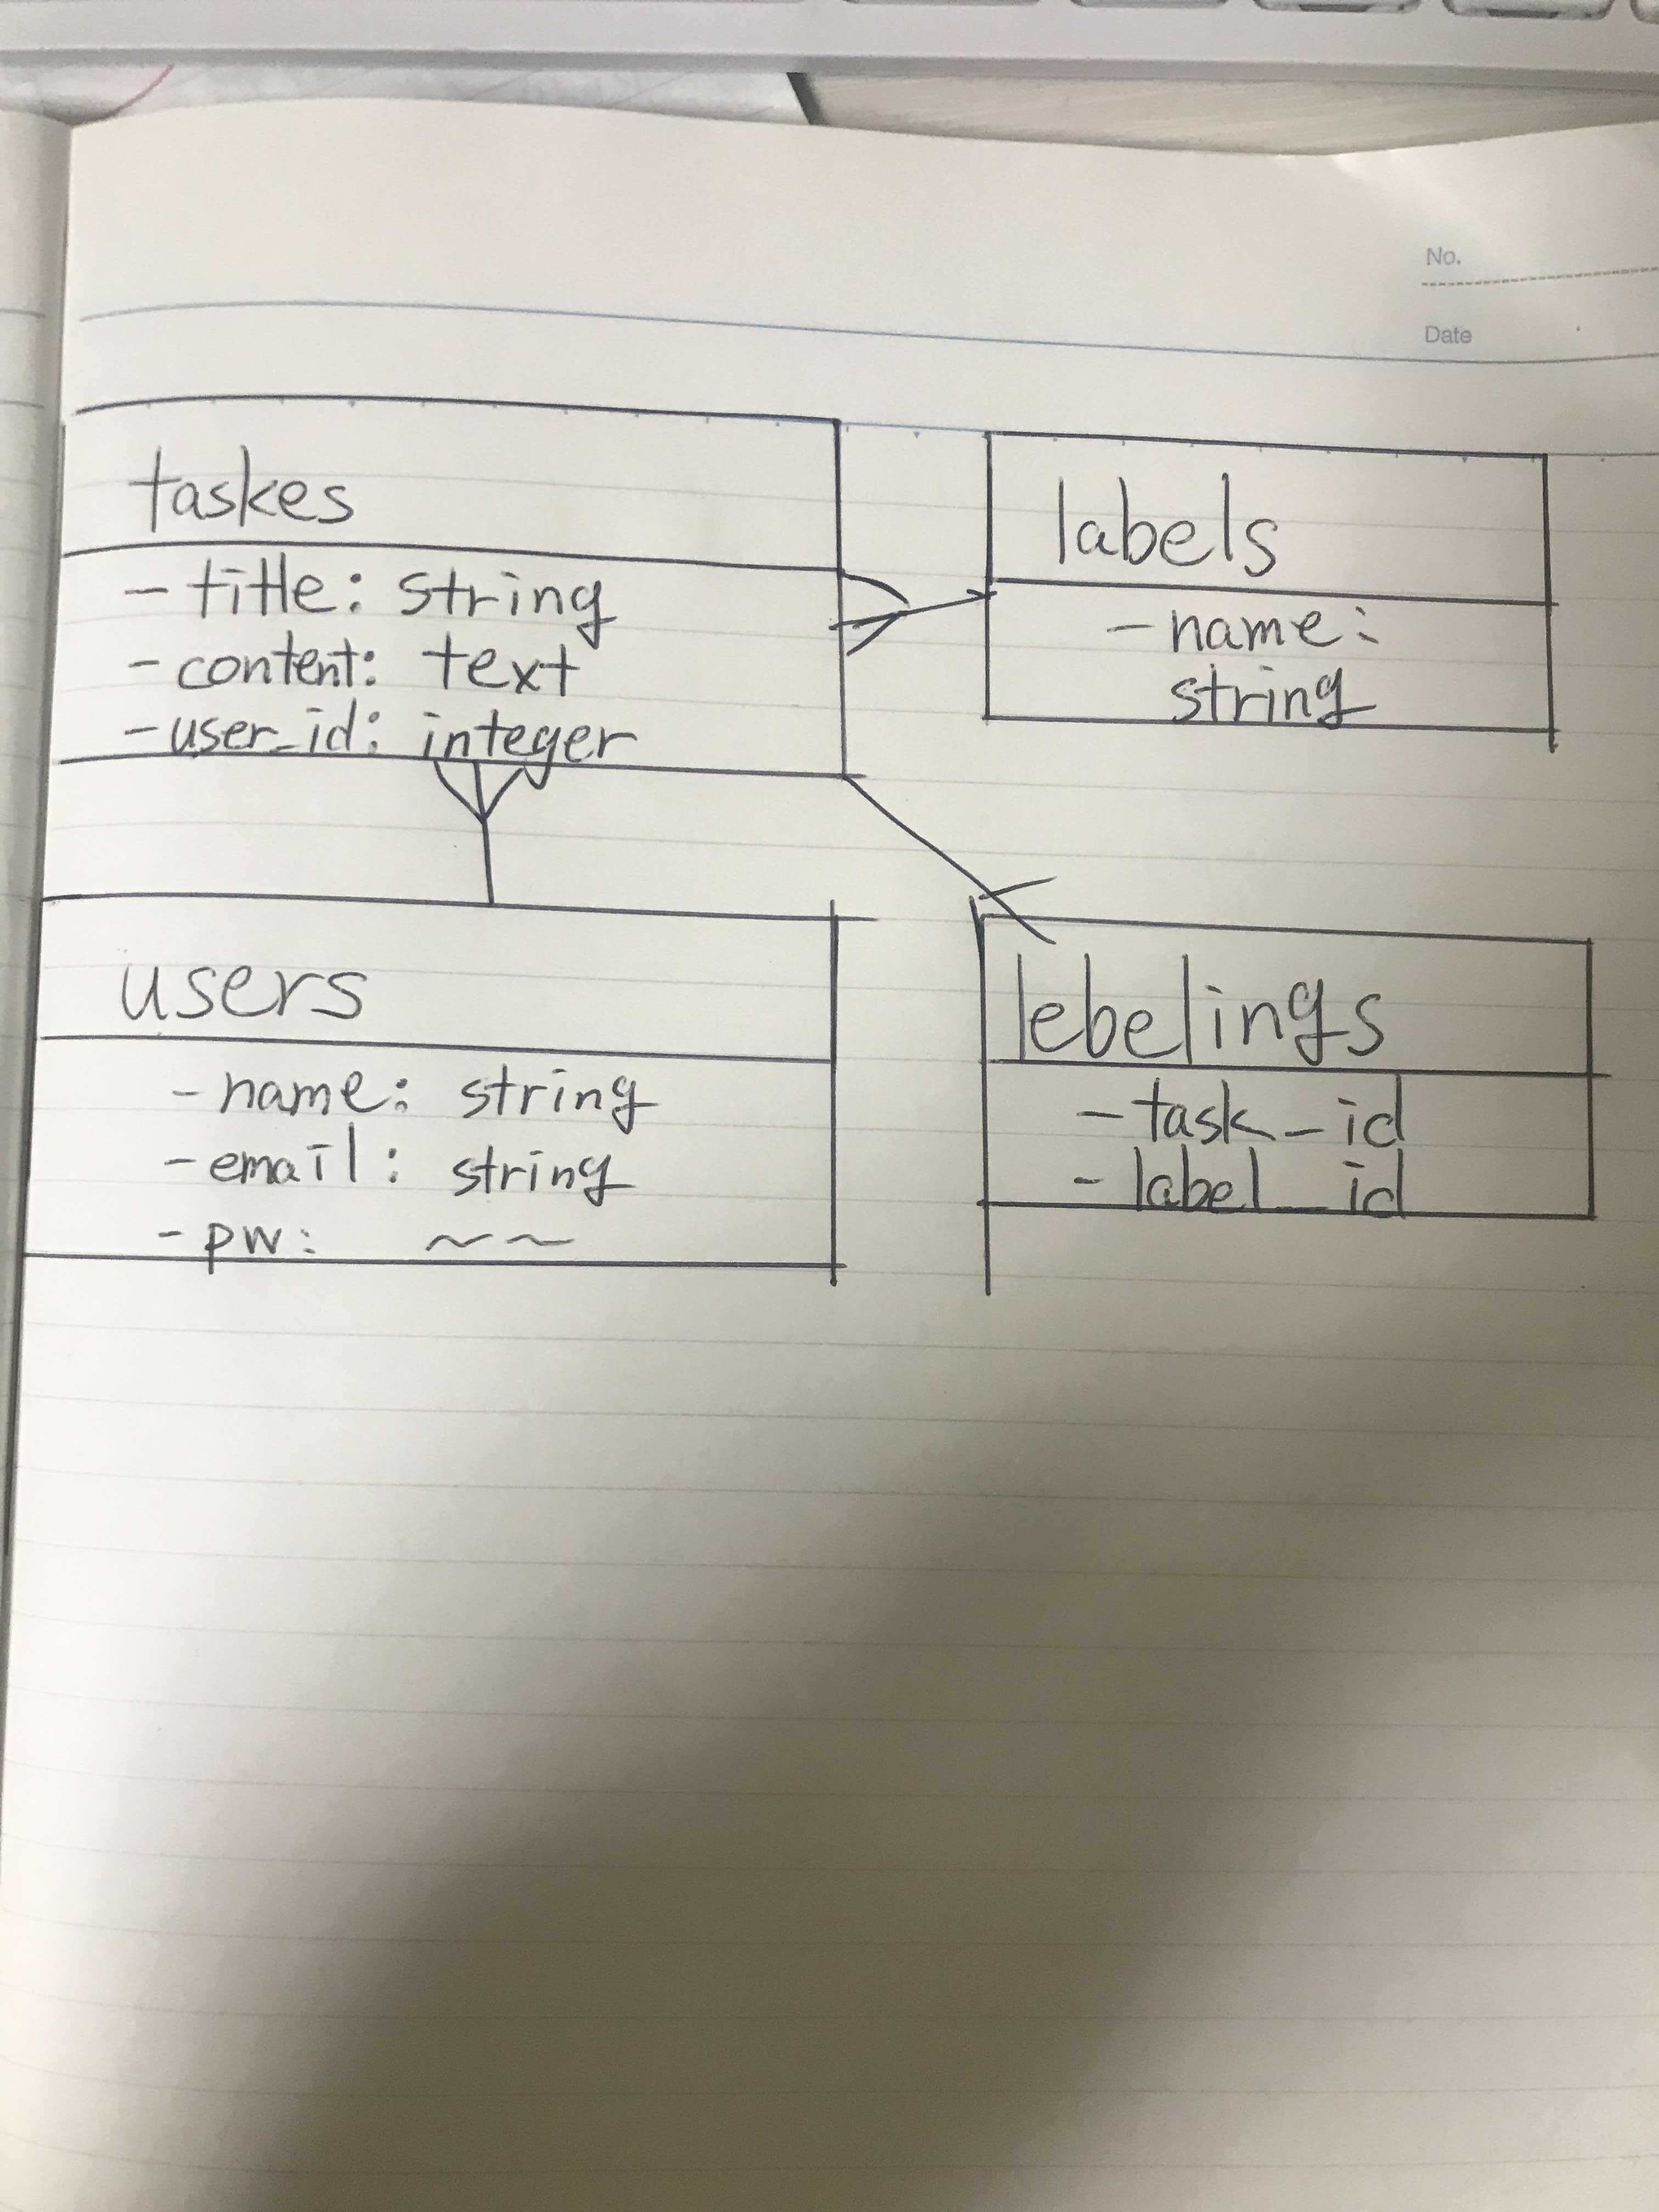 No.
Date
taskes
- title: string
- content: text
- user_id: integer
labels
- name:
string
users
- name: string
- email: string
- pw: ~~
lebelings
- task_id
- label_id